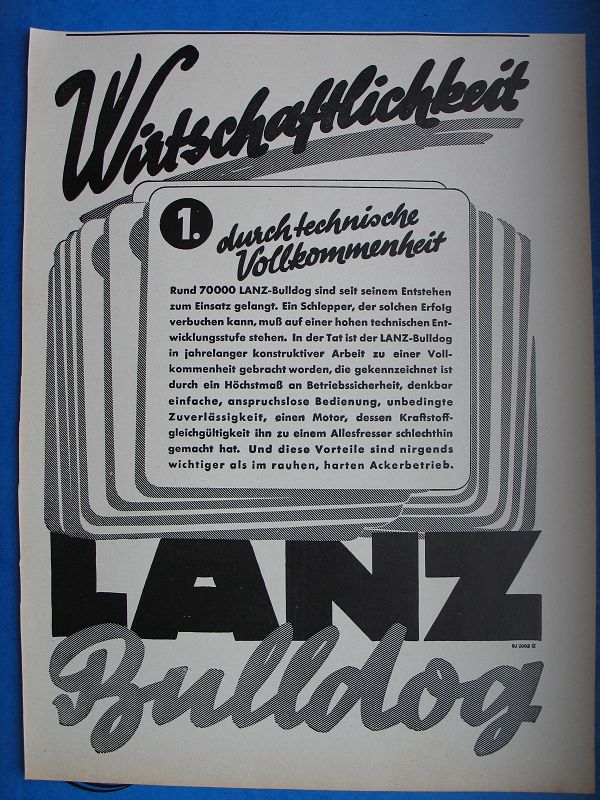 Wirtschaftlichkeit
1. durch technische
Vollkommenheit
Rund 70000 LANZ-Bulldog sind seit seinem Entstehen
zum Einsatz gelangt. Ein Schlepper, der solchen Erfolg
verbuchen kann, muß auf einer hohen technischen Ent-
wicklungsstufe stehen. In der Tat ist der LANZ-Bulldog
in jahrelanger konstruktiver Arbeit zu einer Voll-
kommenheit gebracht worden, die gekennzeichnet ist
durch ein Höchstmaß an Betriebssicherheit, denkbar
einfache, anspruchslose Bedienung, unbedingte
Zuverlässigkeit, einen Motor, dessen Kraftstoff-
gleichgültigkeit ihn zu einem Allesfresser schlechthin
gemacht hat. Und diese Vorteile sind nirgends
wichtiger als im rauhen, harten Ackerbetrieb.
LANZ
Bulldog